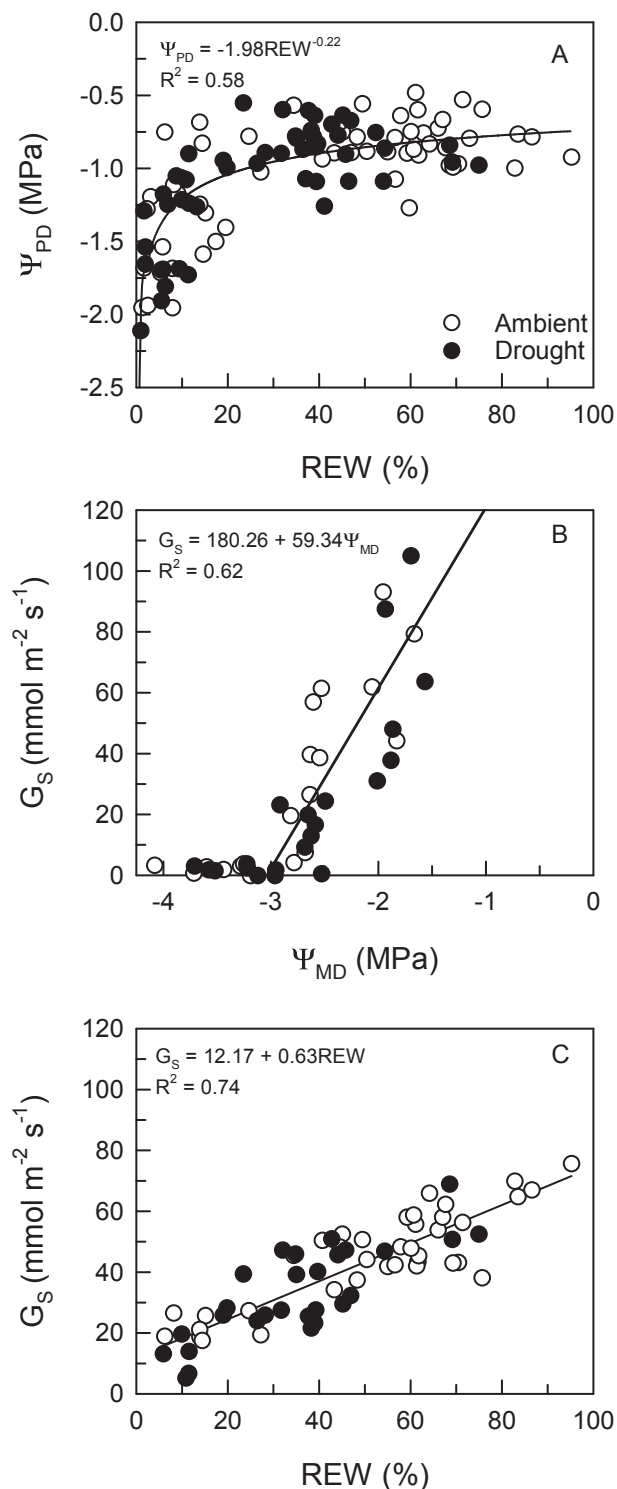 0.0
Ψ_PD = -1.98REW^-0.22
A
R² = 0.58
-0.5
-1.0
Ψ_PD (MPa)
-1.5
-2.0
Ambient
Drought
-2.5
0 20 40 60 80 100
REW (%)
120
G_S = 180.26 + 59.34Ψ_MD
B
R² = 0.62
100
80
G_S (mmol m⁻² s⁻¹)
60
40
20
0
-4 -3 -2 -1 0
Ψ_MD (MPa)
120
G_S = 12.17 + 0.63REW
C
R² = 0.74
100
80
G_S (mmol m⁻² s⁻¹)
60
40
20
0
0 20 40 60 80 100
REW (%)